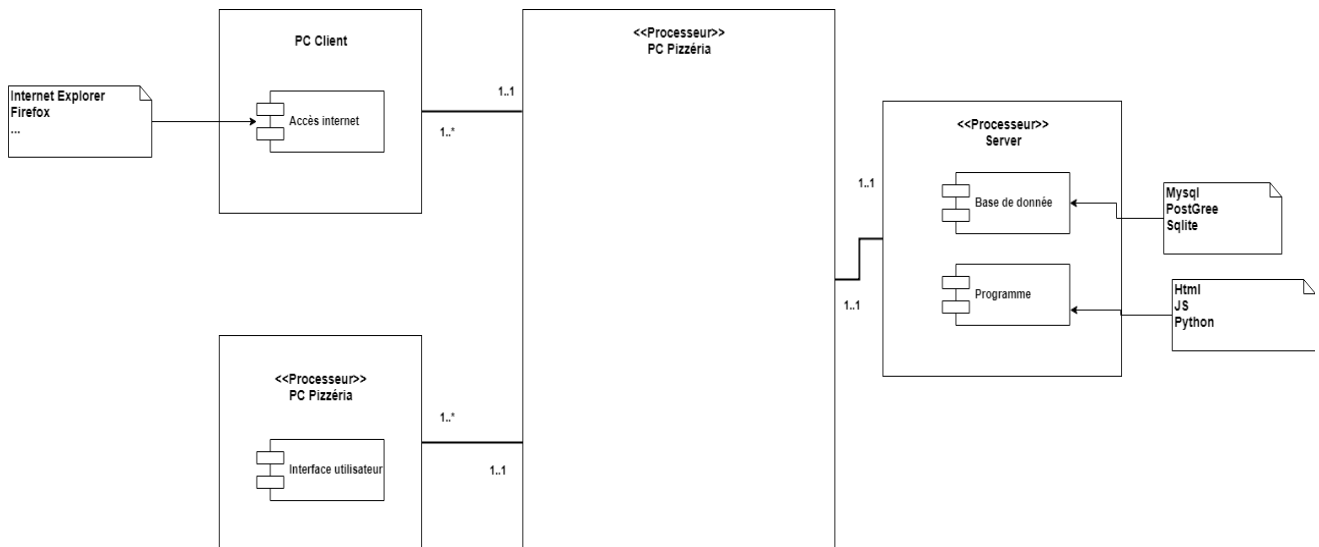 Internet Explorer
Firefox
...
PC Client
Accès internet
1..1
1..*
<<Processeur>>
PC Pizzéria
Interface utilisateur
1..*
1..1
<<Processeur>>
PC Pizzéria
1..1
1..1
<<Processeur>>
Server
Base de donnée
Programme
Mysql
PostGree
Sqlite
Html
JS
Python